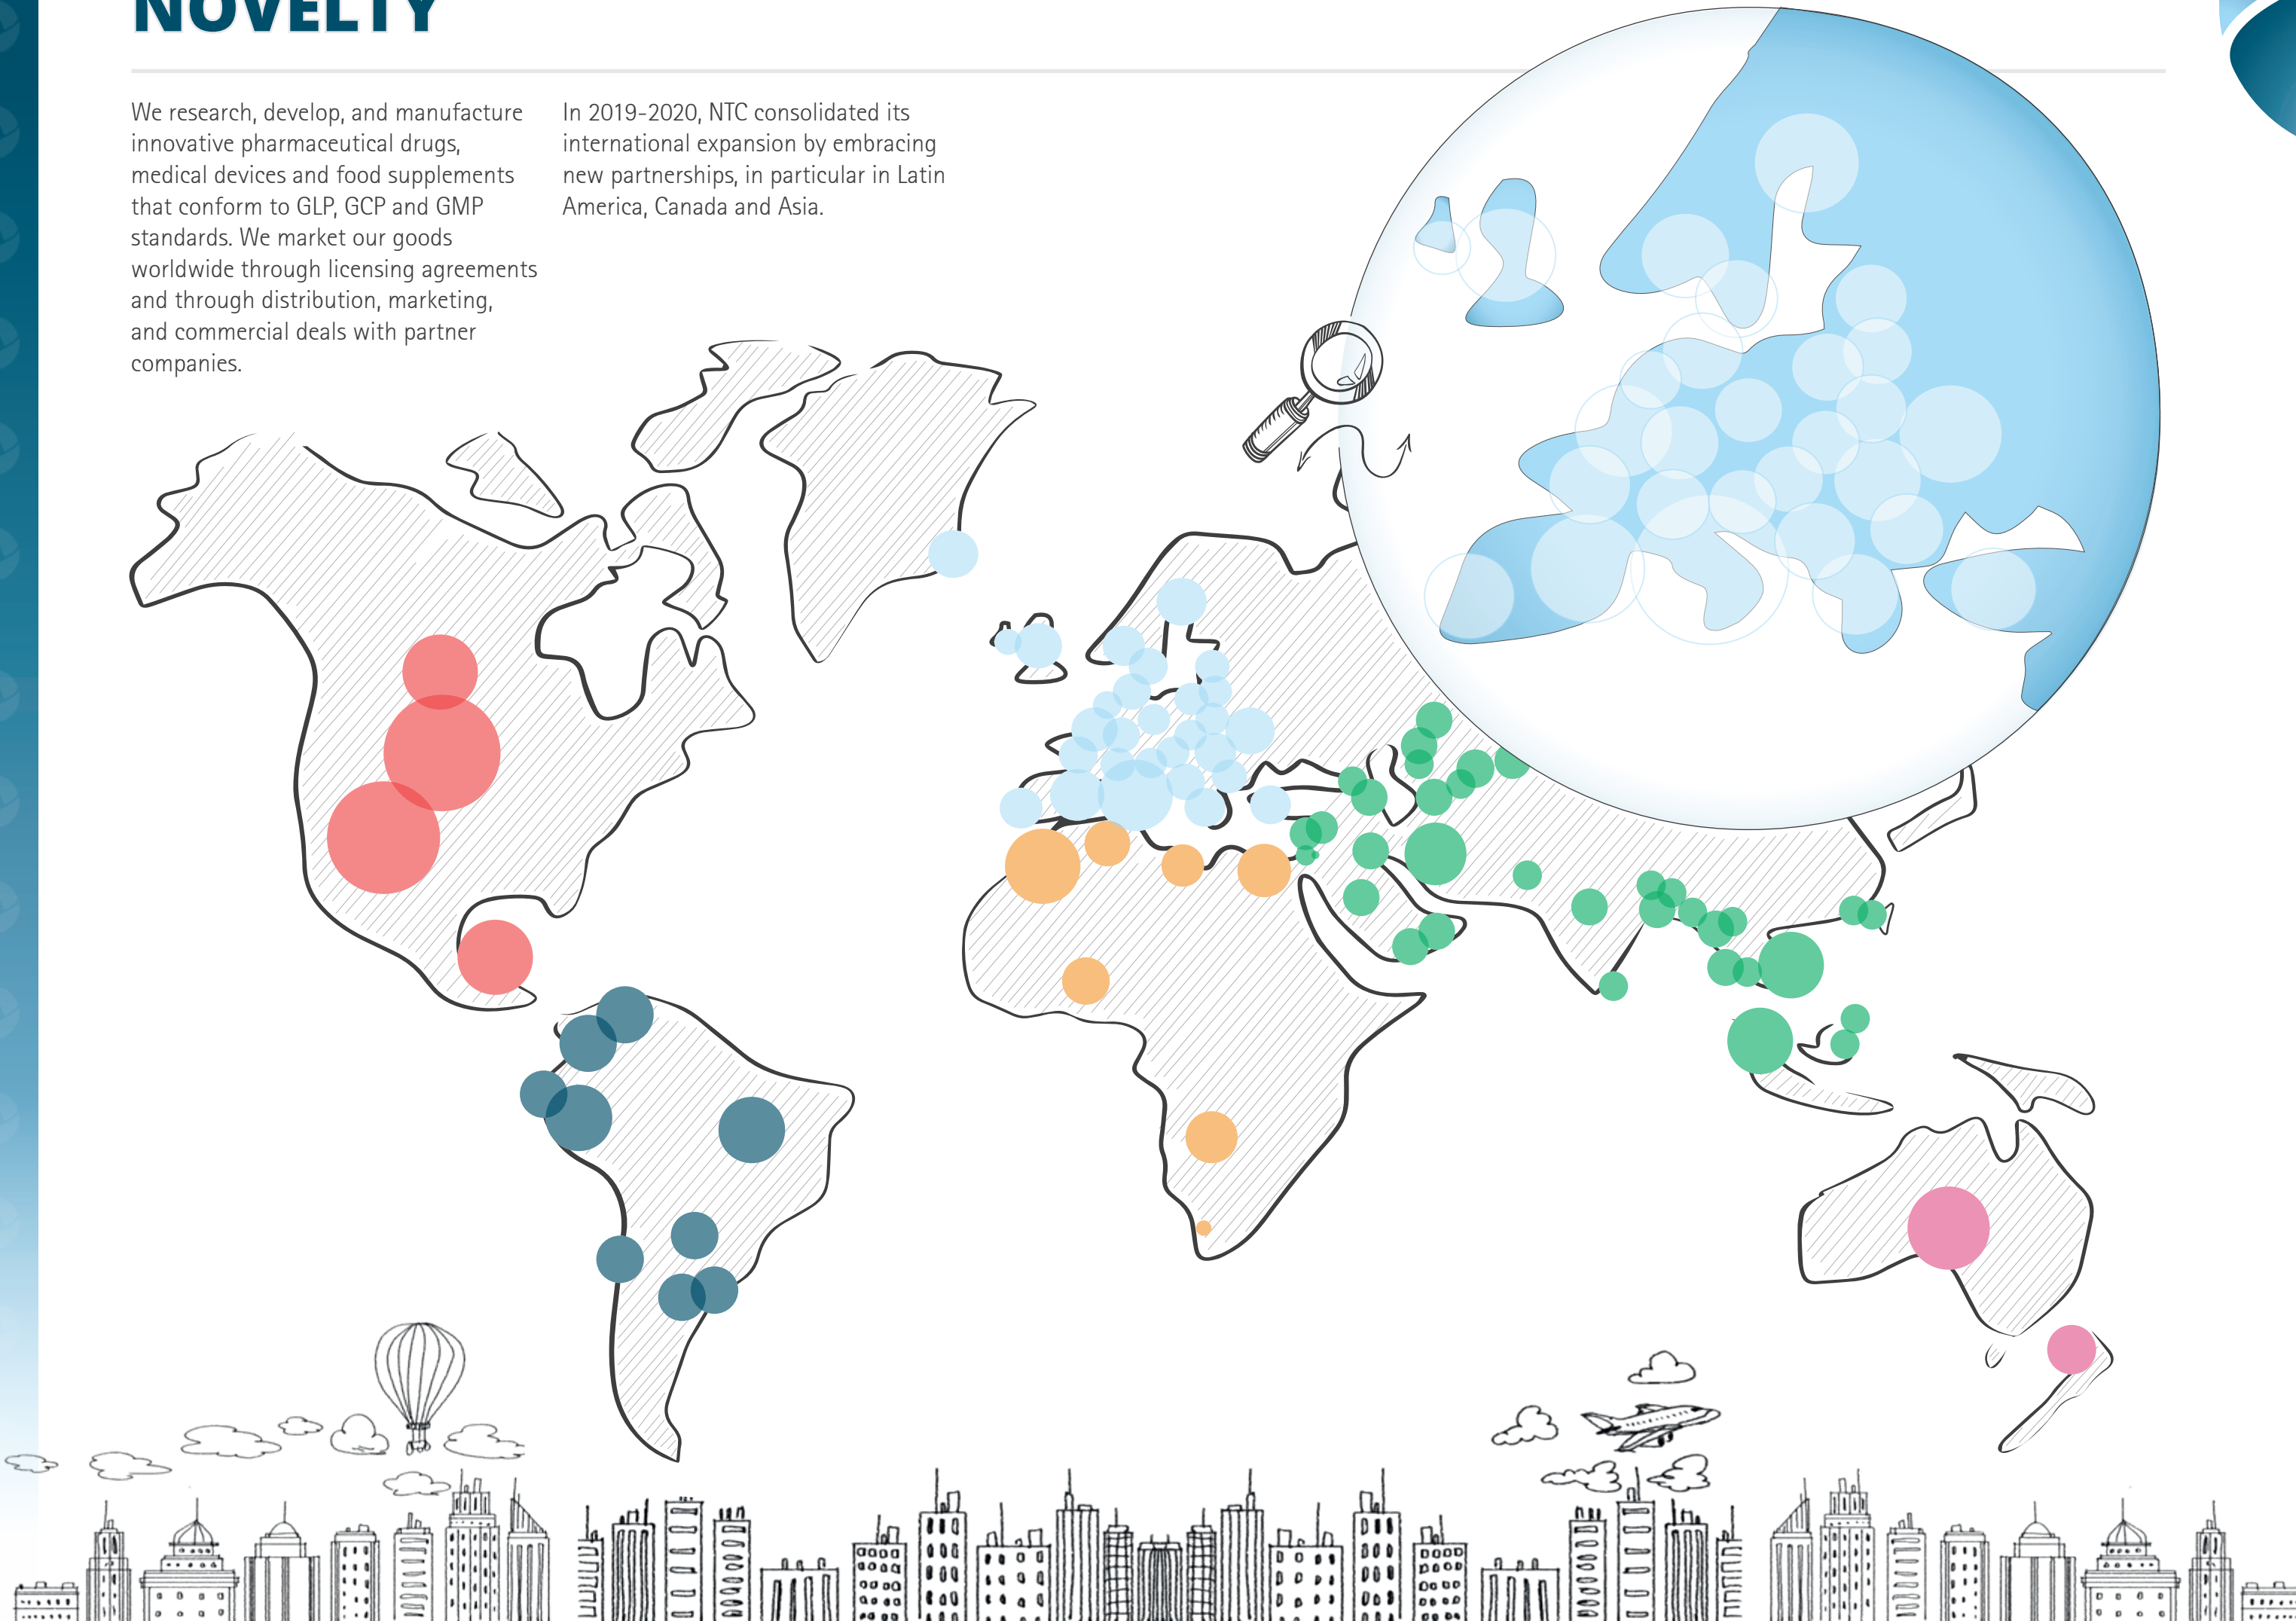 NOVELTY
We research, develop, and manufacture
innovative pharmaceutical drugs,
medical devices and food supplements
that conform to GLP, GCP and GMP
standards. We market our goods
worldwide through licensing agreements
and through distribution, marketing,
and commercial deals with partner
companies.
In 2019-2020, NTC consolidated its
international expansion by embracing
new partnerships, in particular in Latin
America, Canada and Asia.